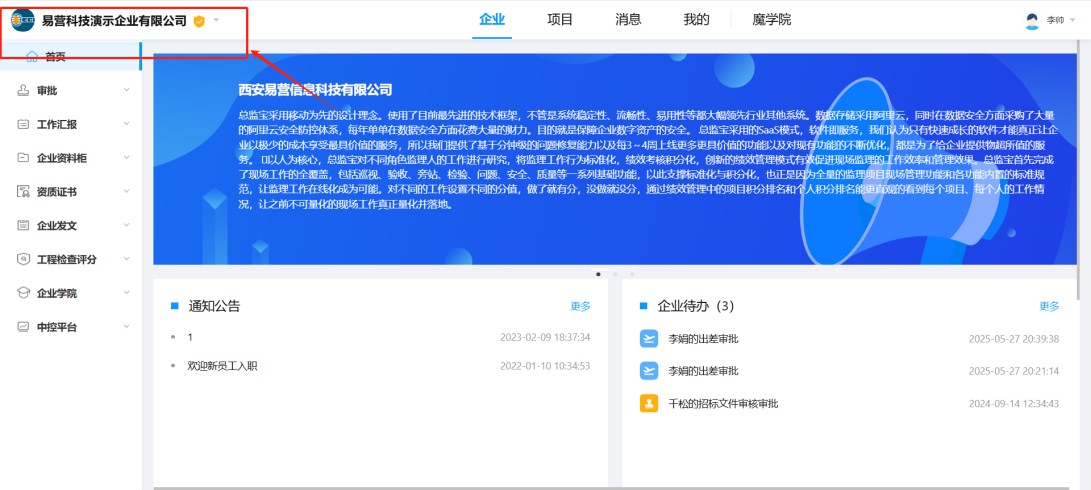 易营科技演示企业有限公司
企业 项目 消息 我的 魔学院
李帅
首页
审批
工作汇报
企业资料柜
资质证书
企业发文
工程检查评分
企业学院
中控平台
西安易营信息科技有限公司
总监宝采用移动为先的设计理念。使用了目前最先进的技术框架，不管是系统稳定性、流畅性、易用性等都大幅领先行业其他系统。数据存储采用阿里云，同时在数据安全方面采购了大量
的阿里云安全防控体系，每年单单在数据安全方面花费大量的财力。目的就是保障企业数字资产的安全。 总监宝采用的SaaS模式，软件即服务，我们认为只有快速成长的软件才能真正让企
业以极少的成本享受最具价值的服务，所以我们提供了基于分钟级的问题修复能力以及每3～4周上线更多更具价值的功能以及对现有功能的不断优化，都是为了给企业提供物超所值的服
务。 以人为核心，总监宝对不同角色监理人的工作进行研究，将监理工作行为标准化，绩效考核积分化，创新的绩效管理模式有效促进现场监理的工作效率和管理效果。总监宝首先完成
了现场工作的全覆盖，包括巡视、验收、旁站、检验、问题、安全、质量等一系列基础功能，以此支撑标准化与积分化，也正是因为全量的监理项目现场管理功能和各功能内置的标准规
范，让监理工作在线化成为可能。对不同的工作设置不同的分值，做了就有分，没做就没分，通过绩效管理中的项目积分排名和个人积分排名能更直观的看到每个项目、每个人的工作情
况，让之前不可量化的现场工作真正量化并落地。
通知公告 更多
1 2023-02-09 18:37:34
欢迎新员工入职 2022-01-10 10:34:53
企业待办（3） 更多
李娟的出差审批 2025-05-27 20:39:38
李娟的出差审批 2025-05-27 20:21:14
千松的招标文件审核审批 2024-09-14 12:34:43